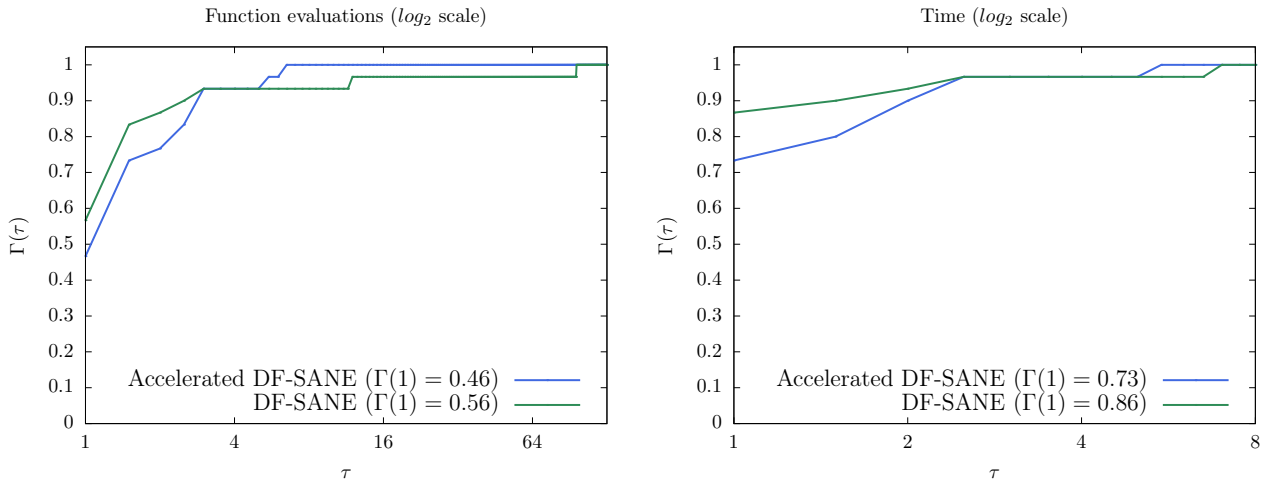 Function evaluations (log₂ scale)
Γ(τ)
1
0.9
0.8
0.7
0.6
0.5
0.4
0.3
0.2
0.1
0
Accelerated DF-SANE (Γ(1) = 0.46)
DF-SANE (Γ(1) = 0.56)
1 4 16 64
τ
Time (log₂ scale)
Γ(τ)
1
0.9
0.8
0.7
0.6
0.5
0.4
0.3
0.2
0.1
0
Accelerated DF-SANE (Γ(1) = 0.73)
DF-SANE (Γ(1) = 0.86)
1 2 4 8
τ